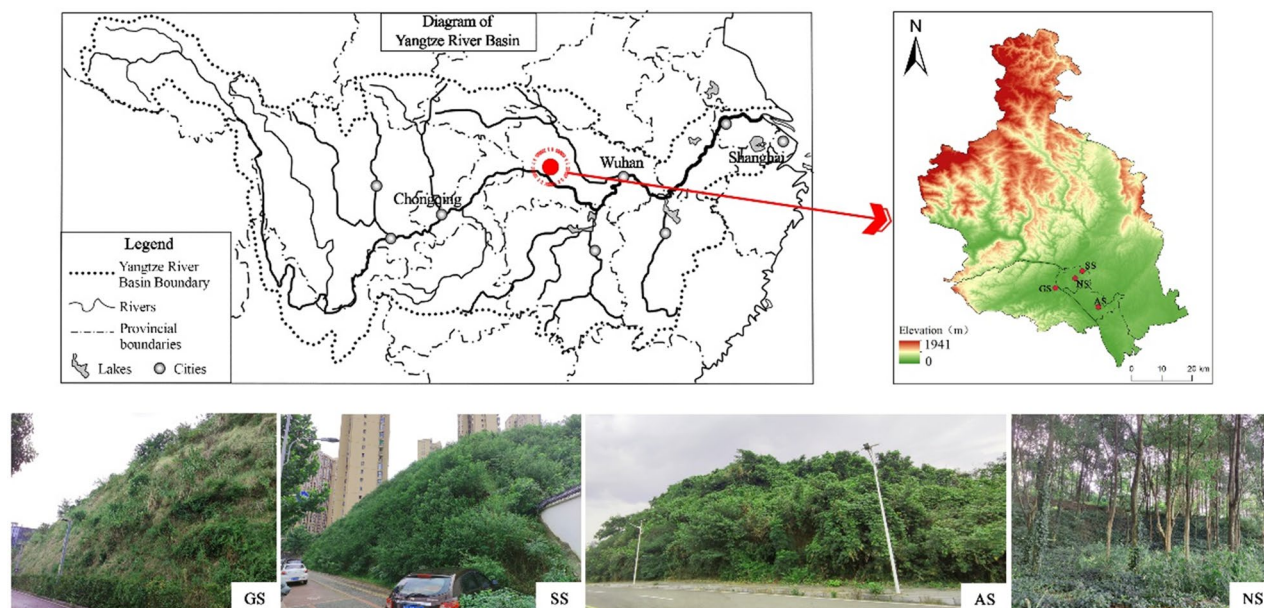 Diagram of
Yangtze River Basin
Wuhan
Shanghai
Chongqing
Legend
Yangtze River
Basin Boundary
Rivers
Provincial
boundaries
Lakes
Cities
N
SS
NS
GS
AS
Elevation（m）
1941
0
0
10
20 km
GS
SS
AS
NS